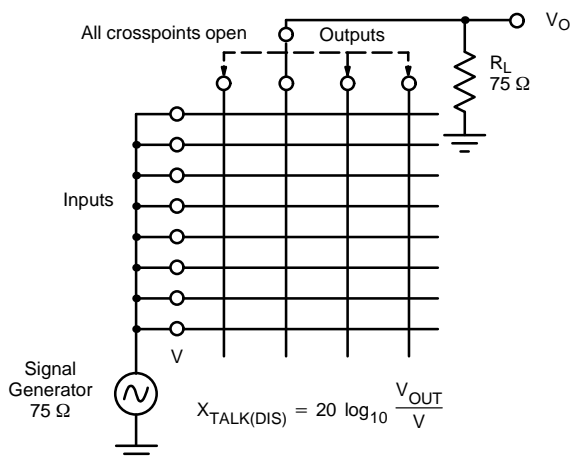 All crosspoints open
Outputs
V_O
R_L
75 Ω
Inputs
V
Signal
Generator
75 Ω
X_TALK(DIS) = 20 log_10 V_OUT/V